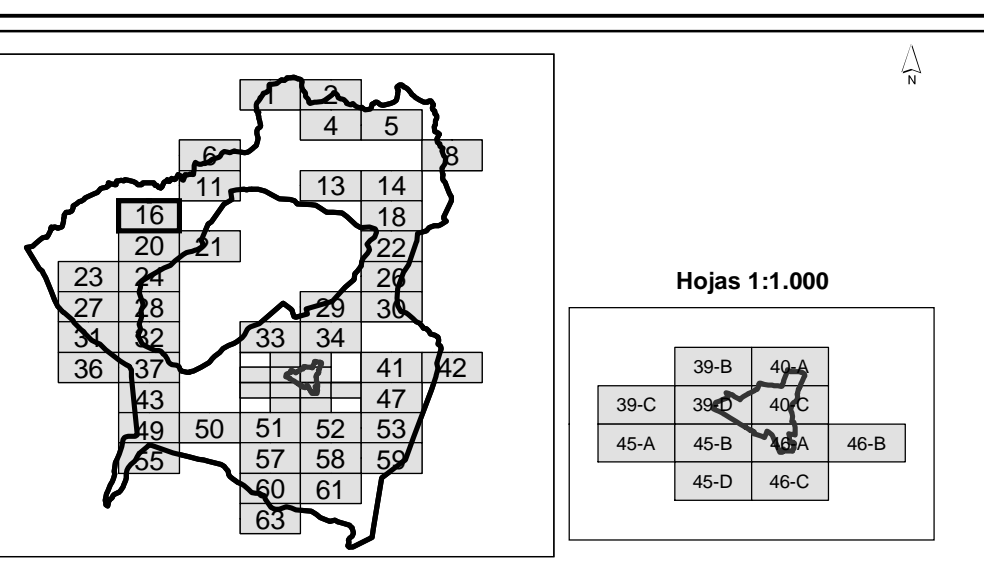 N
1 2
4 5
6 8
11 13 14
16 18
20 21 22
23 24 26
27 28 29 30
31 32 33 34
36 37 41 42
43 47
49 50 51 52 53
55 57 58 59
60 61
63
Hojas 1:1.000
39-B 40-A
39-C 39-D 40-C
45-A 45-B 46-A 46-B
45-D 46-C